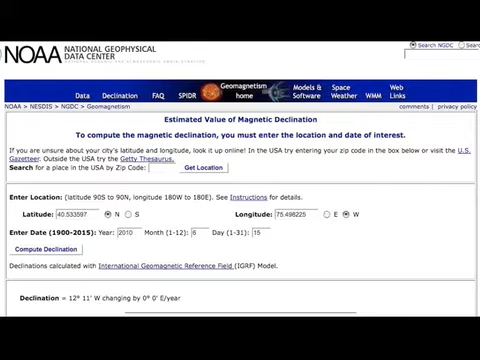 Search NGDC Search
NOAA NATIONAL GEOPHYSICAL
DATA CENTER
Data Declination FAQ SPIDR Geomagnetism home Models & Software Space Weather WMM Web Links
NOAA > NESDIS > NGDC > Geomagnetism comments | privacy policy
Estimated Value of Magnetic Declination
To compute the magnetic declination, you must enter the location and date of interest.
If you are unsure about your city's latitude and longitude, look it up online! In the USA try entering your zip code in the box below or visit the U.S.
Gazetteer. Outside the USA try the Getty Thesaurus.
Search for a place in the USA by Zip Code: Get Location
Enter Location: (latitude 90S to 90N, longitude 180W to 180E). See Instructions for details.
Latitude: 40.533597 N S Longitude: 75.498225 E W
Enter Date (1900-2015): Year: 2010 Month (1-12): 6 Day (1-31): 15
Compute Declination
Declinations calculated with International Geomagnetic Reference Field (IGRF) Model.
Declination = 12° 11' W changing by 0° 0' E/year